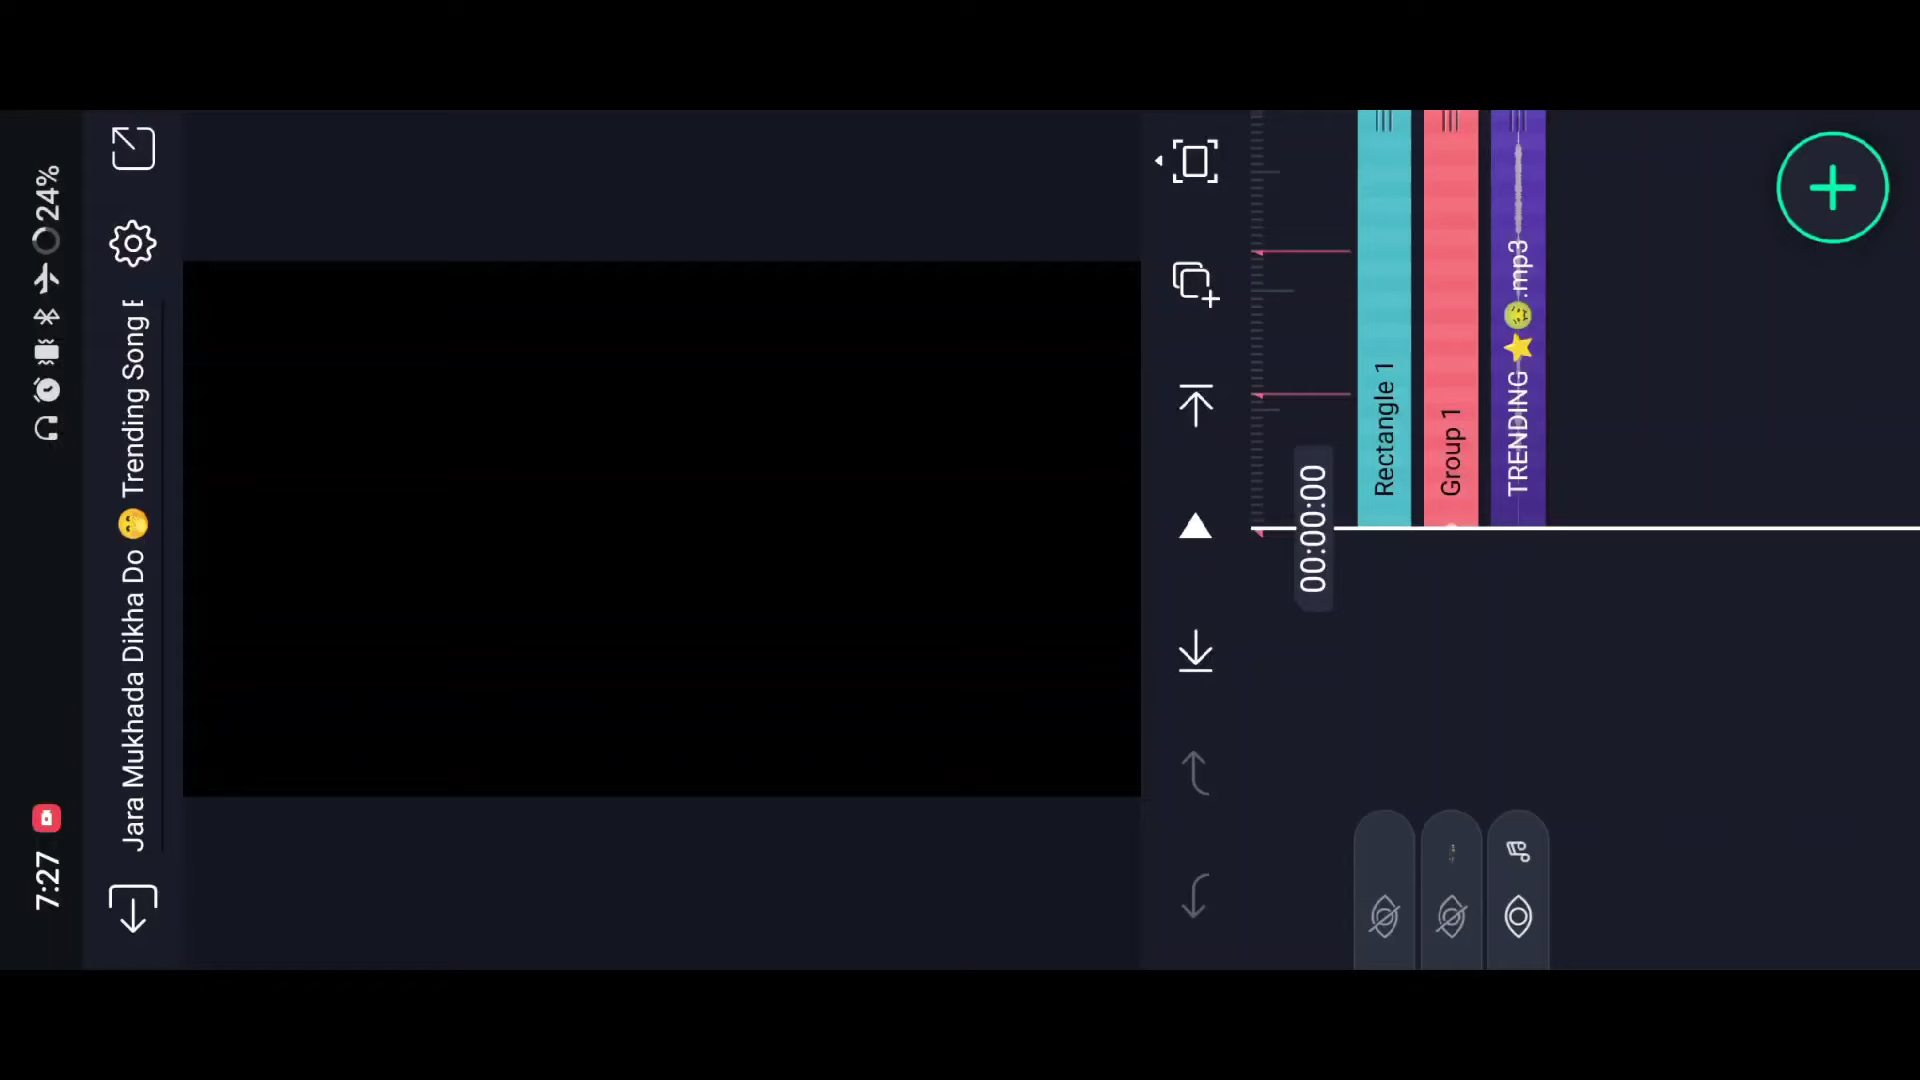 7:27
24%
Jara Mukhada Dikha Do 🤭 Trending Song
00:00:00
Rectangle 1
Group 1
TRENDING ⭐🤢.mp3